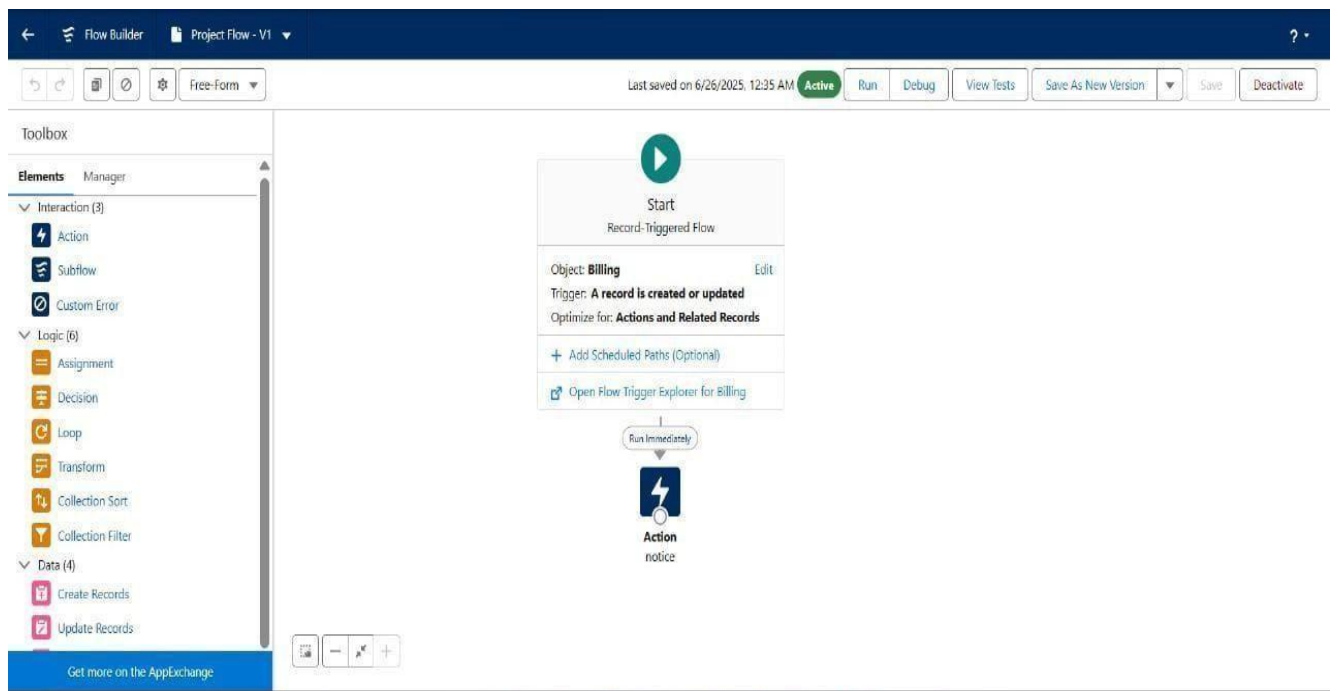 Flow Builder Project Flow - V1 ?
Free-Form Last saved on 6/26/2025, 12:35 AM Active Run Debug View Tests Save As New Version Save Deactivate
Toolbox
Elements Manager
Interaction (3)
Action
Subflow
Custom Error
Logic (6)
Assignment
Decision
Loop
Transform
Collection Sort
Collection Filter
Data (4)
Create Records
Update Records
Get more on the AppExchange
Start
Record-Triggered Flow
Object: Billing Edit
Trigger: A record is created or updated
Optimize for: Actions and Related Records
+ Add Scheduled Paths (Optional)
Open Flow Trigger Explorer for Billing
Run Immediately
Action
notice